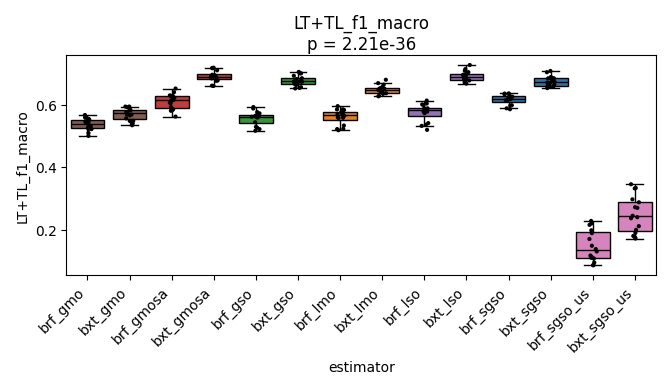 LT+TL_f1_macro
p = 2.21e-36
LT+TL_f1_macro
0.6
0.4
0.2
brf_gmo
bxt_gmo
brf_gmosa
bxt_gmosa
brf_gso
bxt_gso
brf_lmo
bxt_lmo
brf_lso
bxt_lso
brf_sgso
bxt_sgso
brf_sgso_us
bxt_sgso_us
estimator